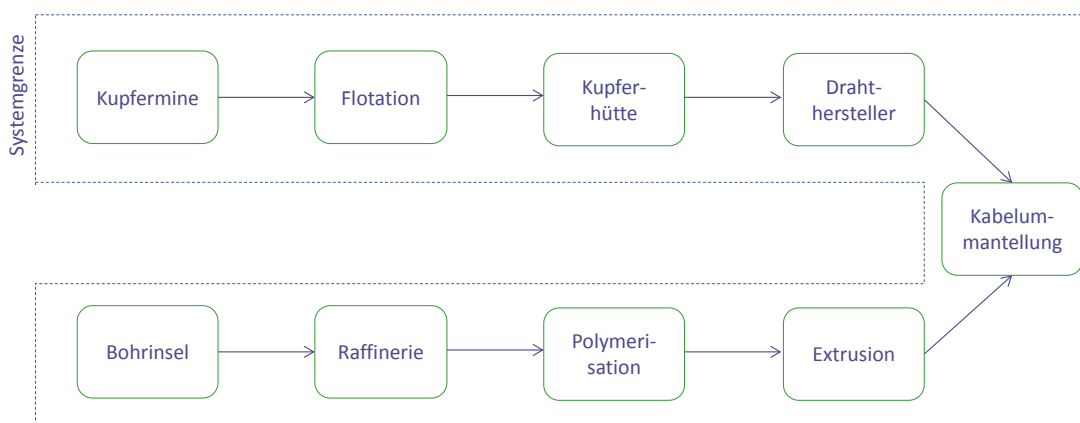 Systemgrenze
Kupfermine
Flotation
Kupfer-
hütte
Draht-
hersteller
Kabelum-
mantellung
Bohrinsel
Raffinerie
Polymeri-
sation
Extrusion